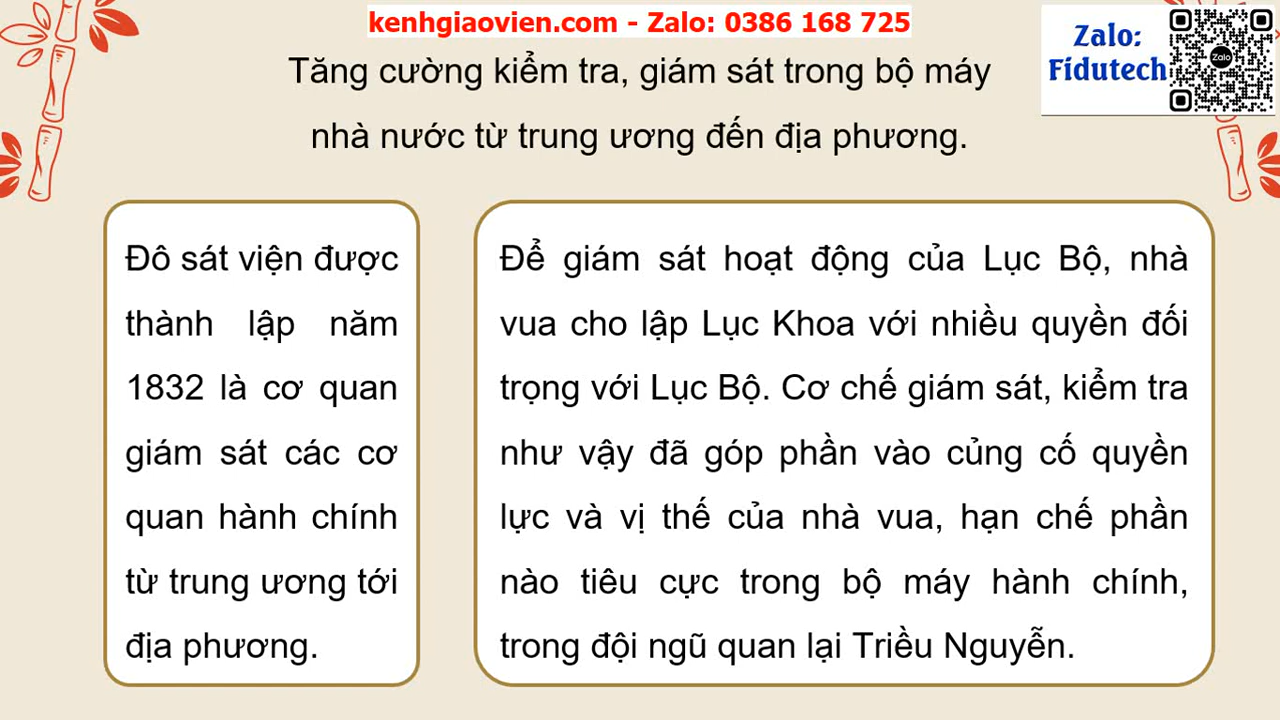 kenhgiaovien.com - Zalo: 0386 168 725
Zalo:
Fidutech
Zalo
Tăng cường kiểm tra, giám sát trong bộ máy
nhà nước từ trung ương đến địa phương.
Đô sát viện được
thành lập năm
1832 là cơ quan
giám sát các cơ
quan hành chính
từ trung ương tới
địa phương.
Để giám sát hoạt động của Lục Bộ, nhà
vua cho lập Lục Khoa với nhiều quyền đối
trọng với Lục Bộ. Cơ chế giám sát, kiểm tra
như vậy đã góp phần vào củng cố quyền
lực và vị thế của nhà vua, hạn chế phần
nào tiêu cực trong bộ máy hành chính,
trong đội ngũ quan lại Triều Nguyễn.